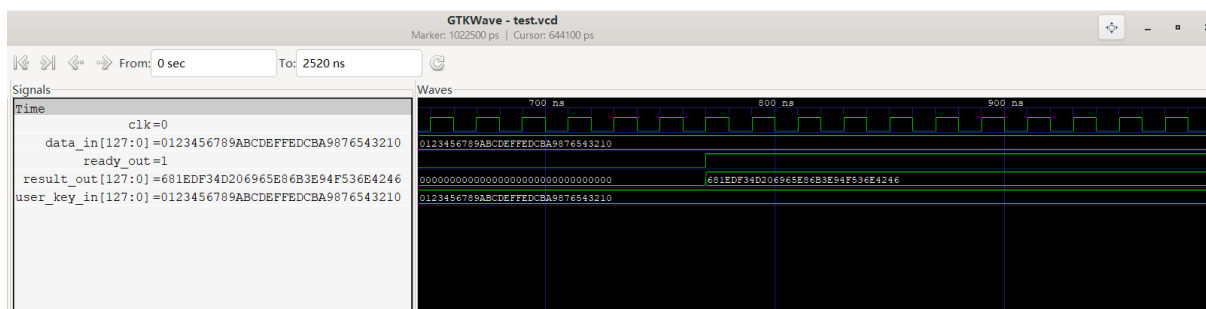 GTKWave - test.vcd
Marker: 1022500 ps | Cursor: 644100 ps
From: 0 sec To: 2520 ns
Signals
Waves
Time
700 ns 800 ns 900 ns
clk=0
data_in[127:0]=0123456789ABCDEFFEDCBA9876543210
0123456789ABCDEFFEDCBA9876543210
ready_out=1
result_out[127:0]=681EDF34D206965E86B3E94F536E4246
00000000000000000000000000000000 681EDF34D206965E86B3E94F536E4246
user_key_in[127:0]=0123456789ABCDEFFEDCBA9876543210
0123456789ABCDEFFEDCBA9876543210